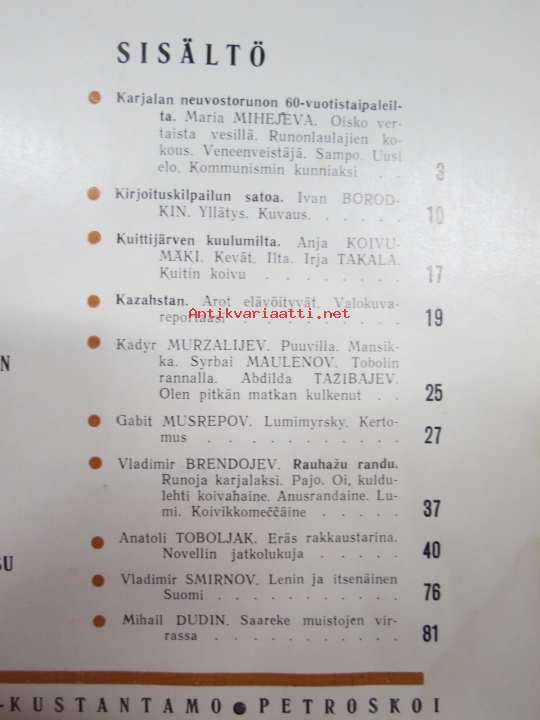 SISÄLTÖ
Karjalan neuvostorunon 60-vuotistaipaleil-
ta. Maria MIHEJEVA. Oisko ver-
taista vesillä. Runonlaulajien ko-
kous. Veneenveistäjä. Sampo. Uusi
elo. Kommunismin kunniaksi . . 3
Kirjoituskilpailun satoa. Ivan BOROD-
KIN. Yllätys. Kuvaus. . . . . . 10
Kuittijärven kuulumilta. Anja KOIVU-
MÄKI. Kevät. Ilta. Irja TAKALA.
Kuitin koivu . . . . . . . . 17
Kazahstan. Arot elävöityvät. Valokuva-
reportaasi . . . . . . . . 19
Antikvariaatti.net
Kadyr MURZALIJEV. Puuvilla. Mansik-
ka. Syrbai MAULENOV. Tobolin
rannalla. Abdilda TAZIBAJEV.
Olen pitkän matkan kulkenut . . 25
Gabit MUSREPOV. Lumimyrsky. Kerto-
mus . . . . . . . . . . . 27
Vladimir BRENDOJEV. Rauhažu randu.
Runoja karjalaksi. Pajo. Oi, kuldu-
lehti koivahaine. Anusrandaine. Lu-
mi. Koivikkomeččäine . . . . . 37
Anatoli TOBOLJAK. Eräs rakkaustarina.
Novellin jatkolukuja . . . . . 40
Vladimir SMIRNOV. Lenin ja itsenäinen
Suomi . . . . . . . . . . 76
Mihail DUDIN. Saareke muistojen vir-
rassa . . . . . . . . . . . 81
N
SU
-KUSTANTAMO ● PETROSKOI